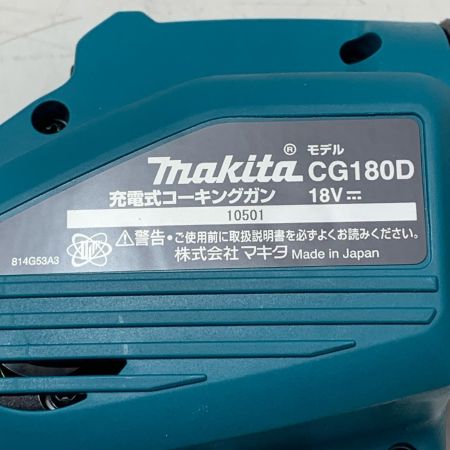 モデル
makita® CG180D
充電式コーキングガン 18V⎓
10501
⚠警告・ご使用前に取扱説明書を必ずよくお読みください。
814G53A3 株式会社 マキタ Made in Japan